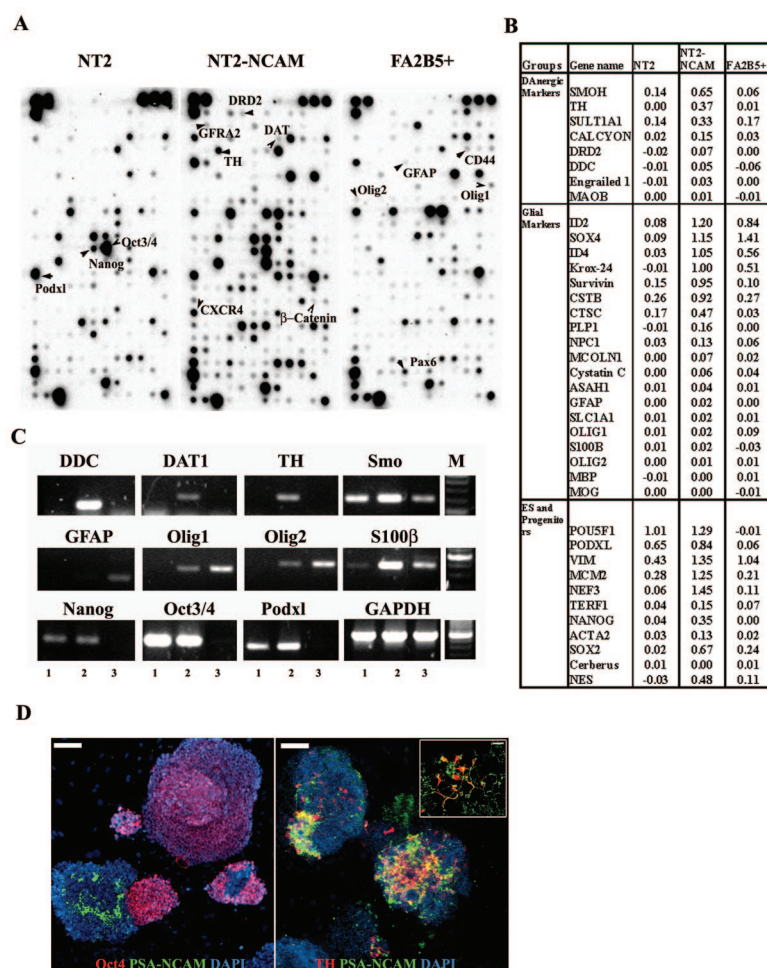 A
NT2 NT2-NCAM FA2B5+
DRD2
GFRA2
DAT
TH
CD44
GFAP
Olig2
Olig1
Oct3/4
Nanog
Podxl
CXCR4
β-Catenin
Pax6
B
Groups Gene name NT2 NT2-NCAM FA2B5+
DAnergic Markers
SMOH 0.14 0.65 0.06
TH 0.00 0.37 0.01
SULT1A1 0.14 0.33 0.17
CALCYON 0.02 0.15 0.03
DRD2 -0.02 0.07 0.00
DDC -0.01 0.05 -0.06
Engrailed 1 -0.01 0.03 0.00
MAOB 0.00 0.01 -0.01
Glial Markers
ID2 0.08 1.20 0.84
SOX4 0.09 1.15 1.41
ID4 0.03 1.05 0.56
Krox-24 -0.01 1.00 0.51
Survivin 0.15 0.95 0.10
CSTB 0.26 0.92 0.27
CTSC 0.17 0.47 0.03
PLP1 -0.01 0.16 0.00
NPC1 0.03 0.13 0.06
MCOLN1 0.00 0.07 0.02
Cystatin C 0.00 0.06 0.04
ASAH1 0.01 0.04 0.01
GFAP 0.00 0.02 0.00
SLC1A1 0.01 0.02 0.01
OLIG1 0.01 0.02 0.09
S100B 0.01 0.02 -0.03
OLIG2 0.00 0.01 0.01
MBP -0.01 0.00 0.01
MOG 0.00 0.00 -0.01
ES and Progenitors
POU5F1 1.01 1.29 -0.01
PODXL 0.65 0.84 0.06
VIM 0.43 1.35 1.04
MCM2 0.28 1.25 0.21
NEF3 0.06 1.45 0.11
TERF1 0.04 0.15 0.07
NANOG 0.04 0.35 0.00
ACTA2 0.03 0.13 0.02
SOX2 0.02 0.67 0.24
Cerberus 0.01 0.00 0.01
NES -0.03 0.48 0.11
C
DDC DAT1 TH Smo M
GFAP Olig1 Olig2 S100β
Nanog Oct3/4 Podxl GAPDH
1 2 3 1 2 3 1 2 3 1 2 3
D
Oct4 PSA-NCAM DAPI
TH PSA-NCAM DAPI